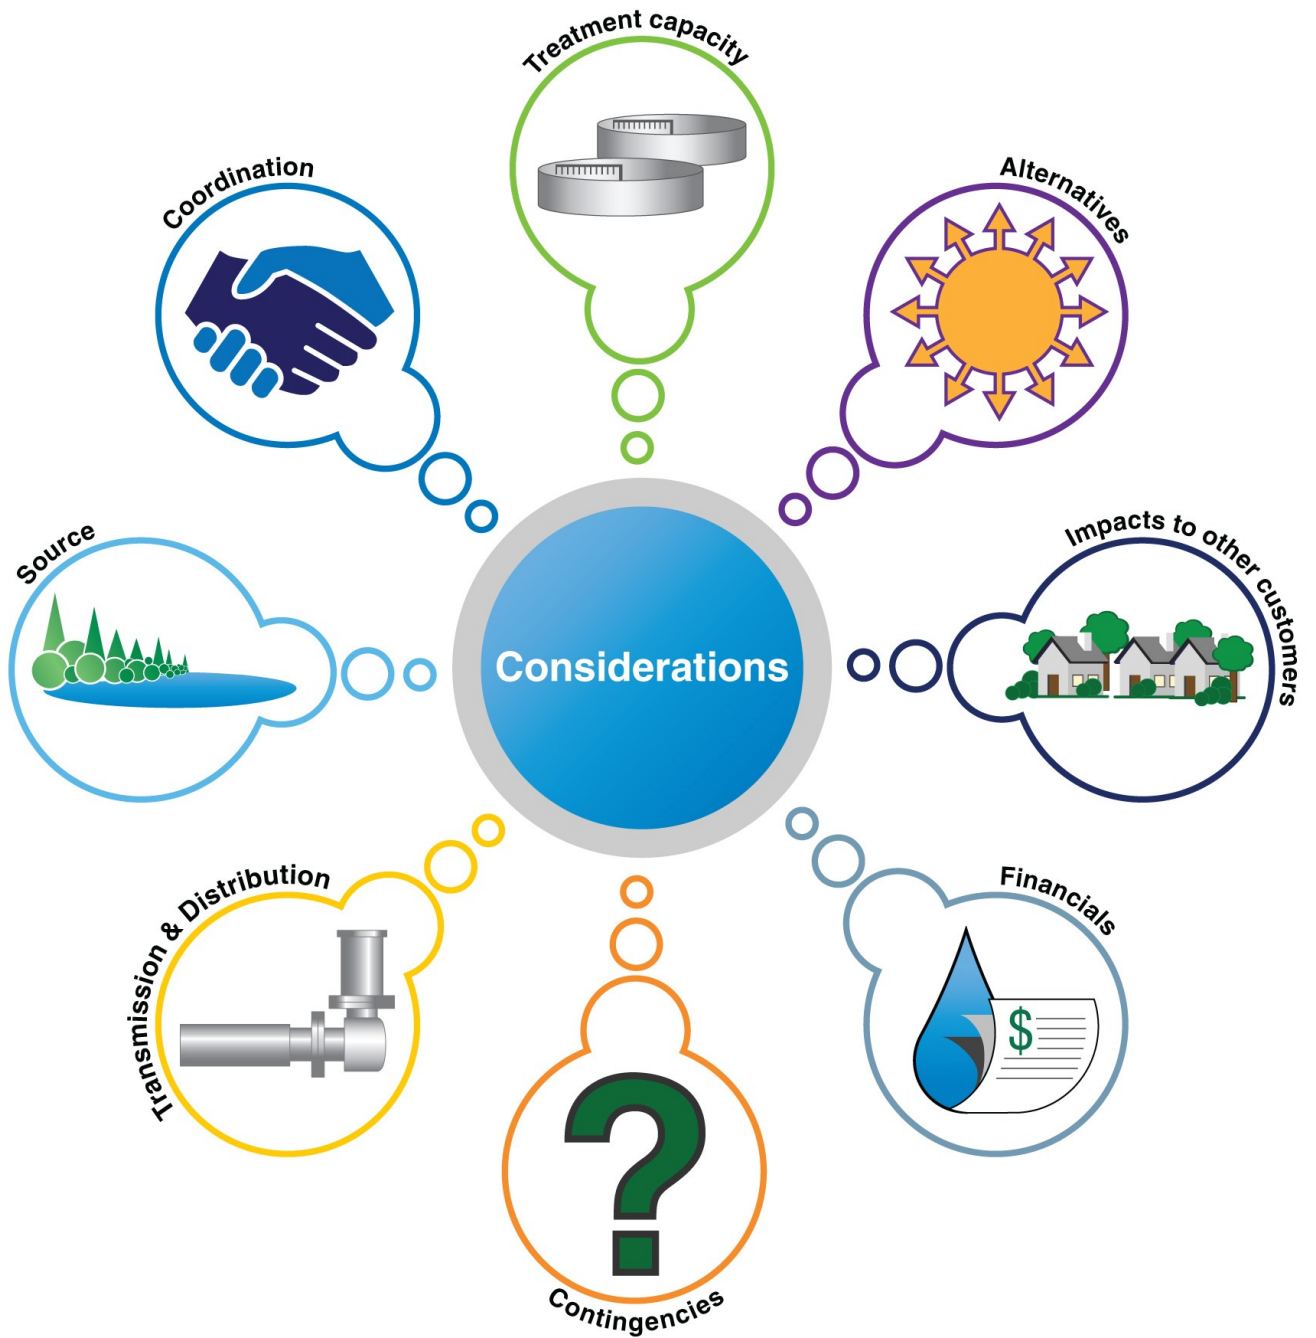 Treatment capacity
Coordination
Alternatives
Source
Impacts to other customers
Considerations
Transmission & Distribution
Financials
$
Contingencies